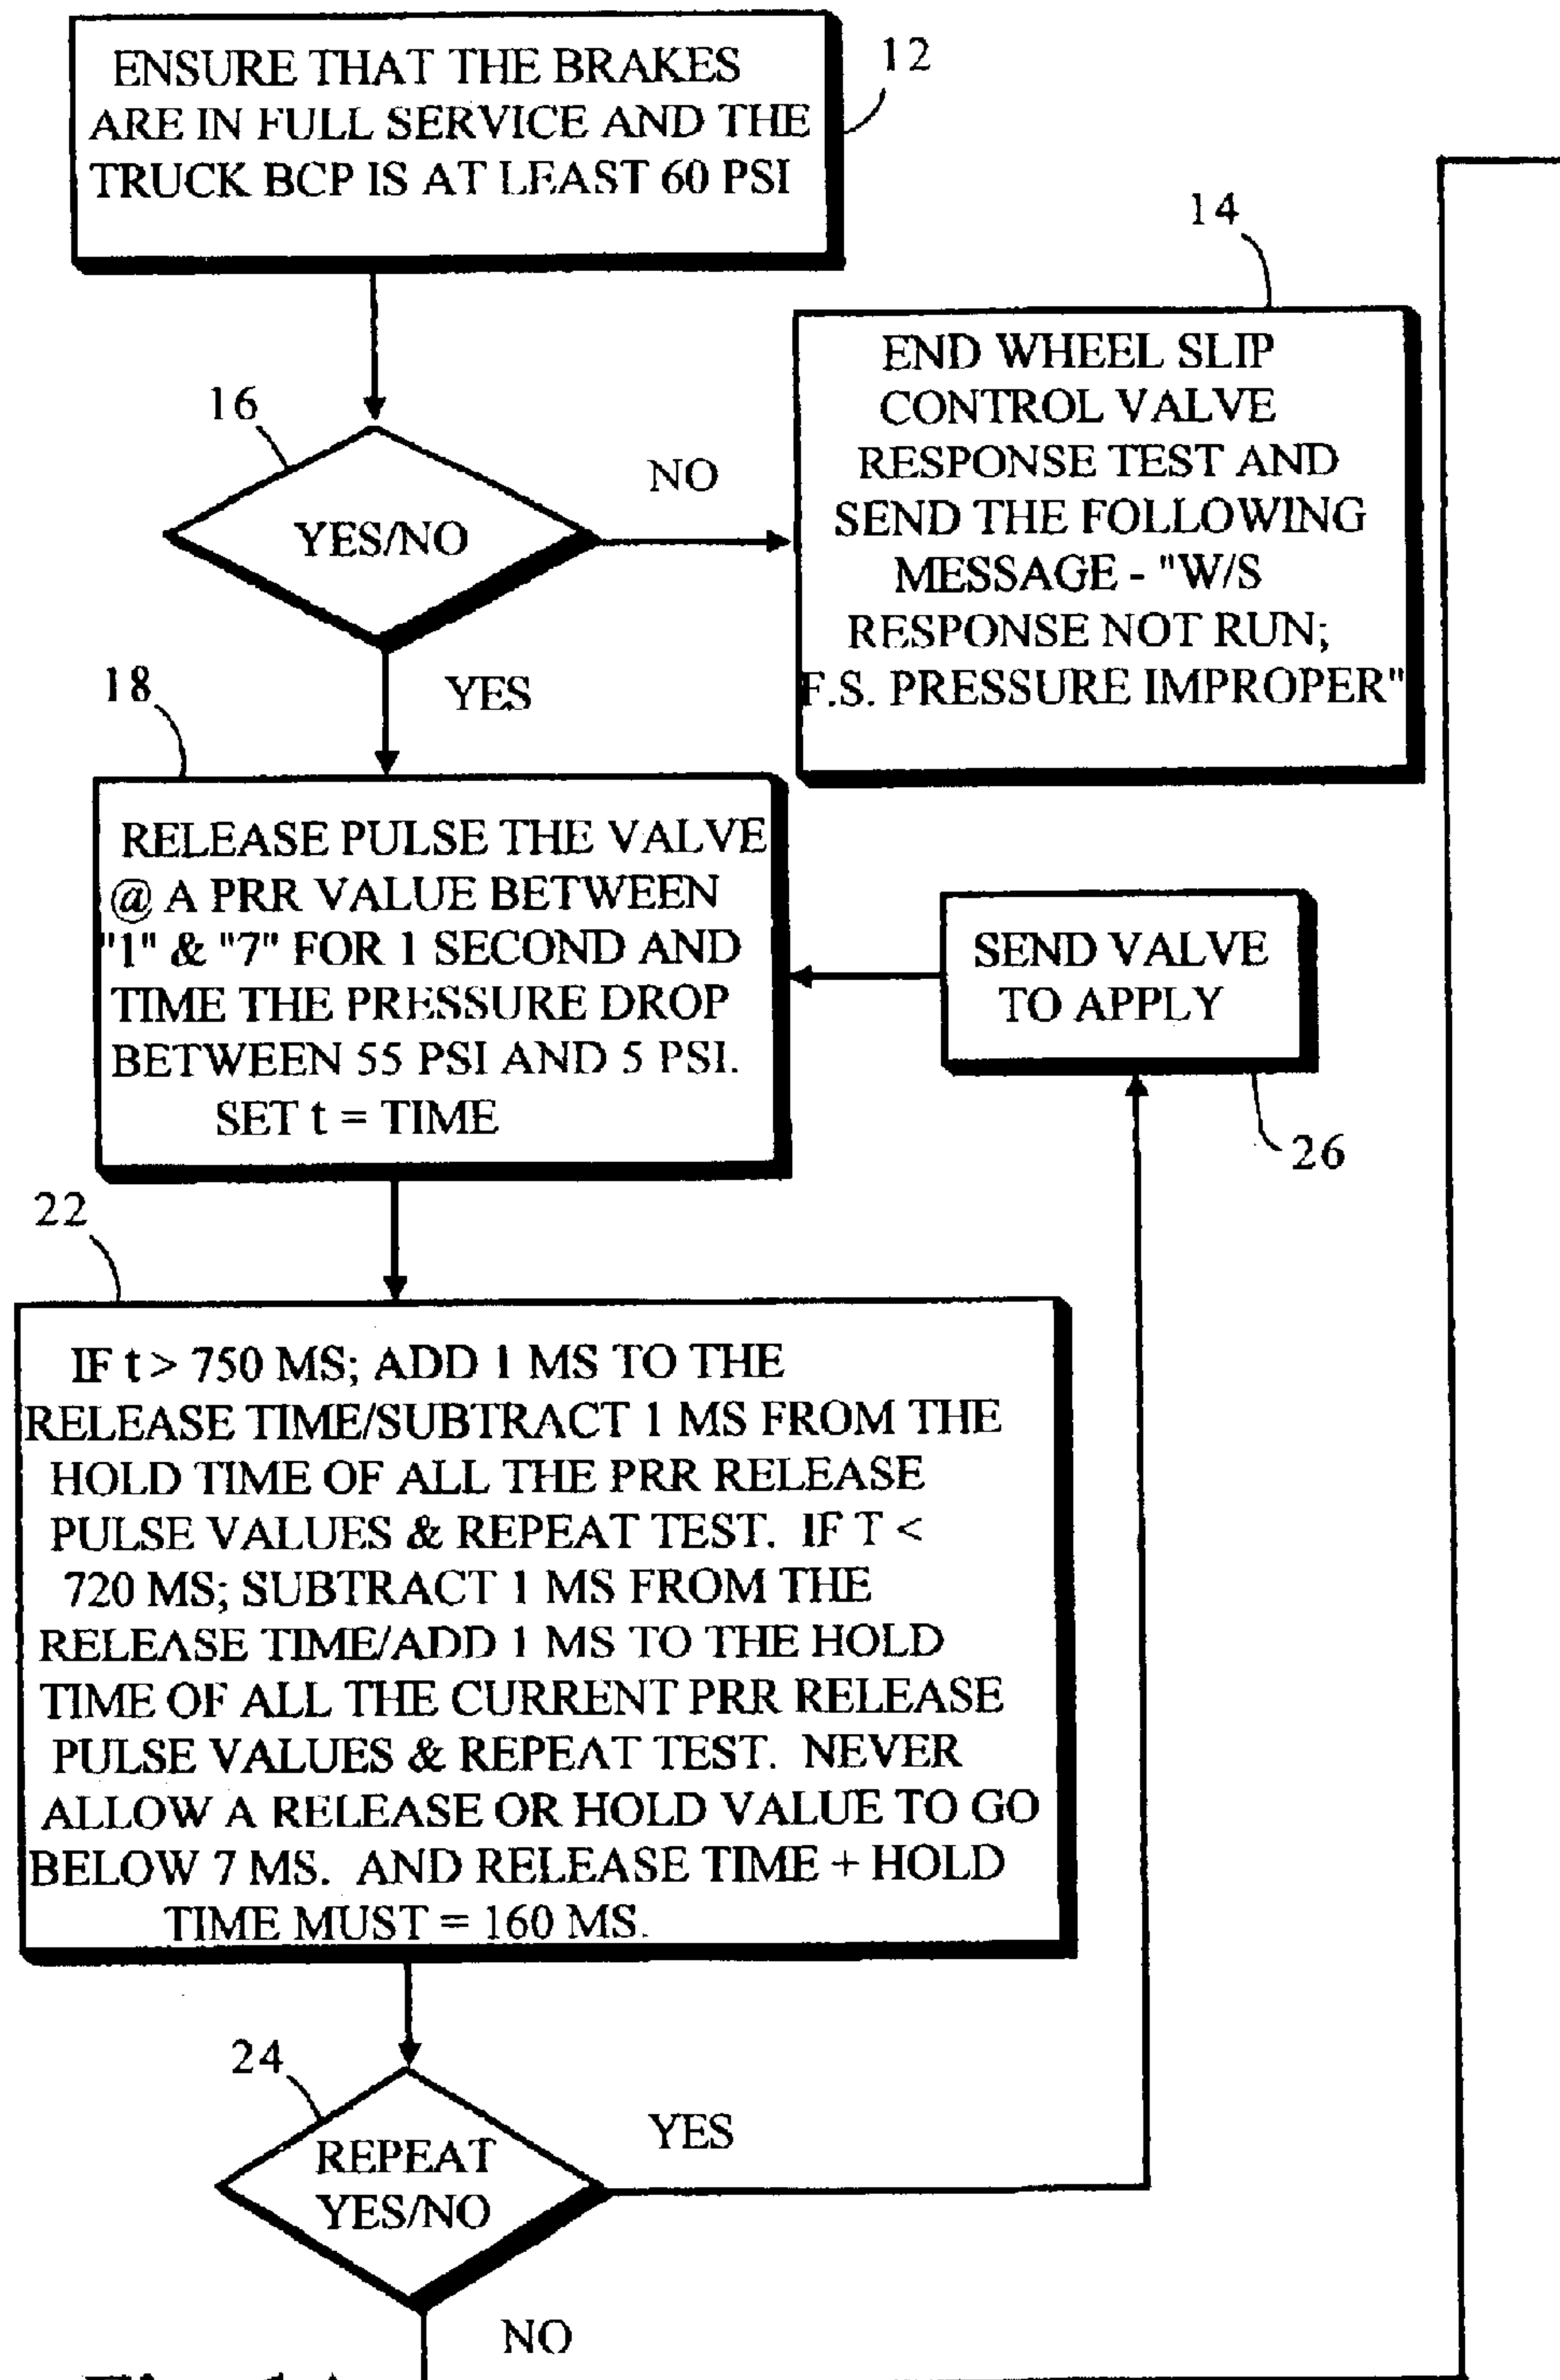 ENSURE THAT THE BRAKES
ARE IN FULL SERVICE AND THE
TRUCK BCP IS AT LEAST 60 PSI
12
14
END WHEEL SLIP
CONTROL VALVE
RESPONSE TEST AND
SEND THE FOLLOWING
MESSAGE - "W/S
RESPONSE NOT RUN;
F.S. PRESSURE IMPROPER"
16
YES/NO
NO
YES
18
RELEASE PULSE THE VALVE
@ A PRR VALUE BETWEEN
"1" & "7" FOR 1 SECOND AND
TIME THE PRESSURE DROP
BETWEEN 55 PSI AND 5 PSI.
SET t = TIME
SEND VALVE
TO APPLY
26
22
IF t > 750 MS; ADD 1 MS TO THE
RELEASE TIME/SUBTRACT 1 MS FROM THE
HOLD TIME OF ALL THE PRR RELEASE
PULSE VALUES & REPEAT TEST. IF T <
720 MS; SUBTRACT 1 MS FROM THE
RELEASE TIME/ADD 1 MS TO THE HOLD
TIME OF ALL THE CURRENT PRR RELEASE
PULSE VALUES & REPEAT TEST. NEVER
ALLOW A RELEASE OR HOLD VALUE TO GO
BELOW 7 MS. AND RELEASE TIME + HOLD
TIME MUST = 160 MS.
24
REPEAT
YES/NO
YES
NO